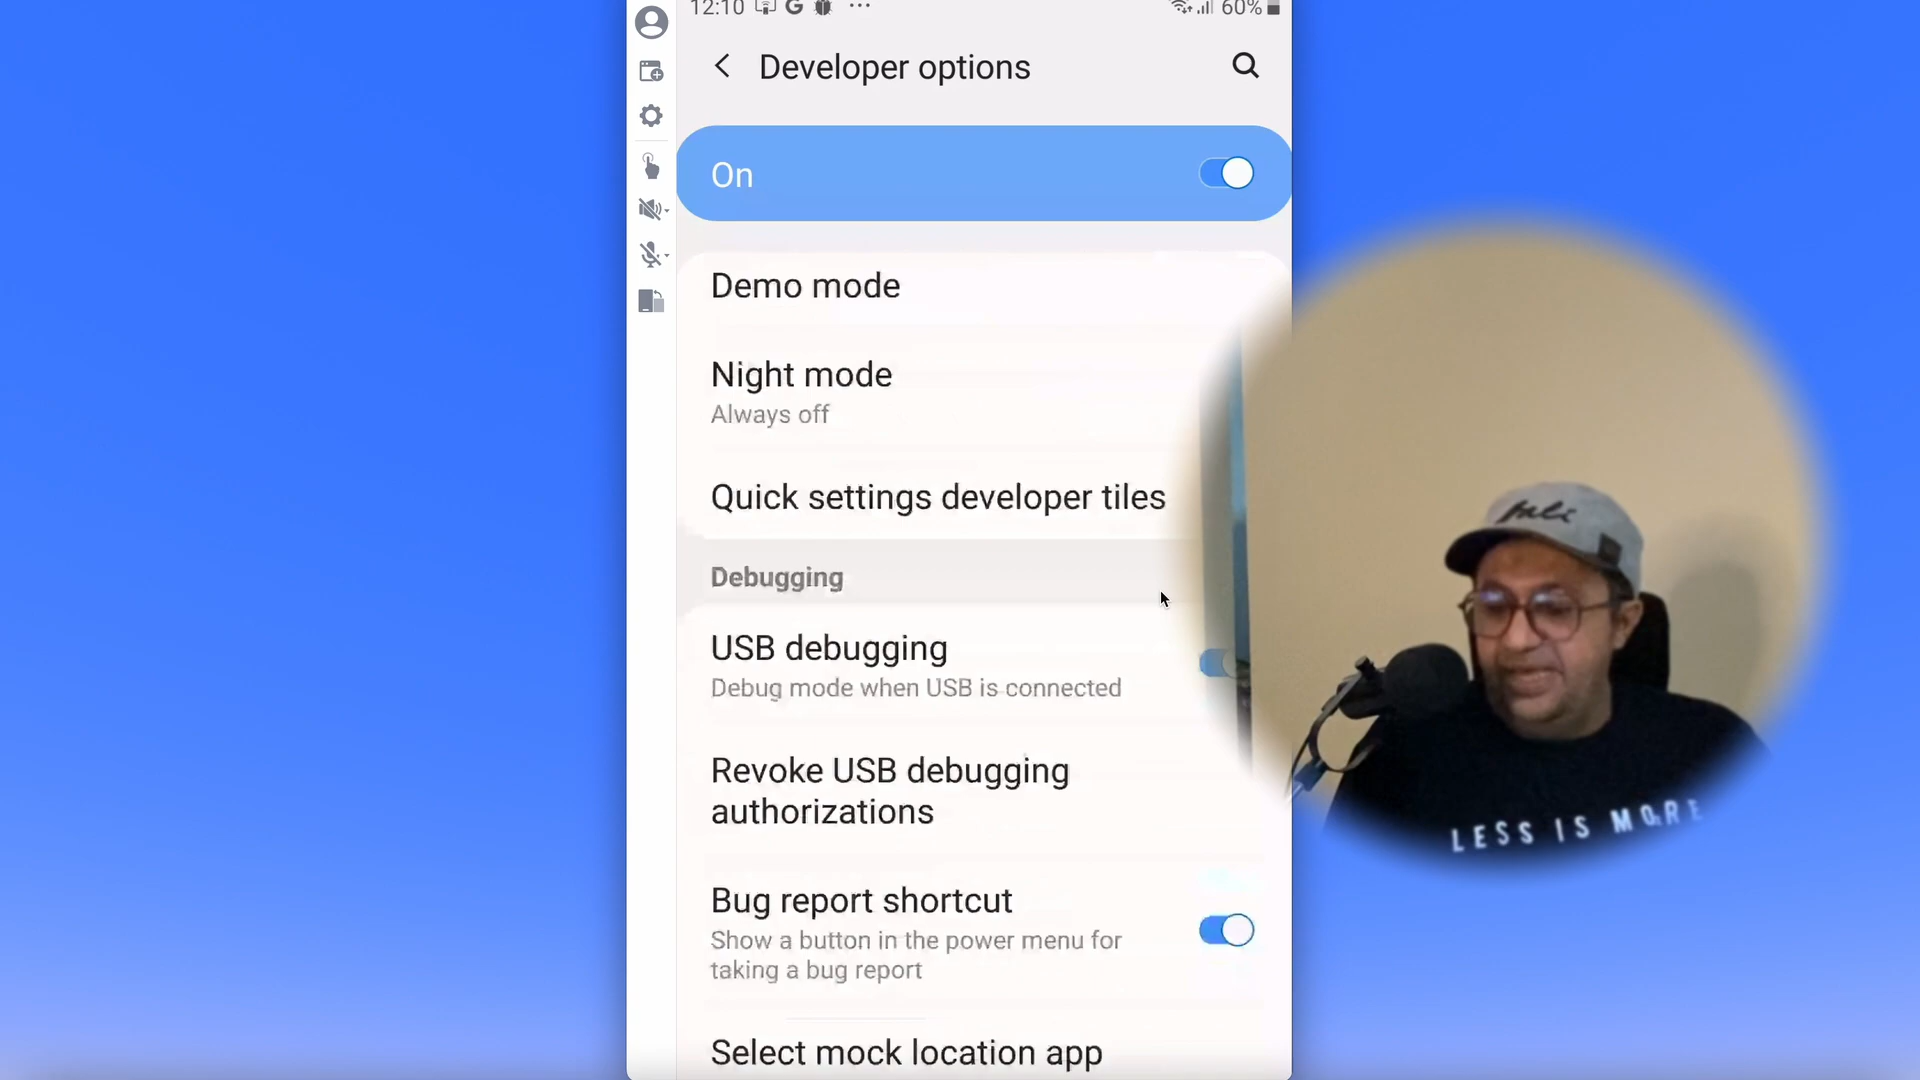 12:10 G ... 60%
Developer options
On
Demo mode
Night mode
Always off
Quick settings developer tiles
Debugging
USB debugging
Debug mode when USB is connected
Revoke USB debugging
authorizations
Bug report shortcut
Show a button in the power menu for
taking a bug report
Select mock location app
LESS IS MORE